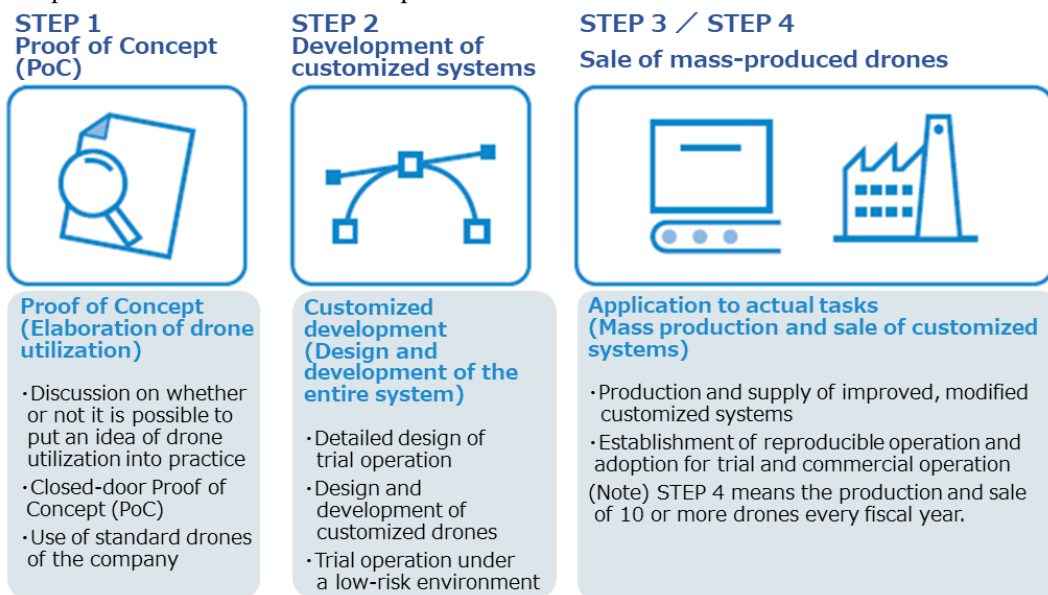 STEP 1
Proof of Concept
(PoC)
Proof of Concept
(Elaboration of drone
utilization)
・Discussion on whether
or not it is possible to
put an idea of drone
utilization into practice
・Closed-door Proof of
Concept (PoC)
・Use of standard drones
of the company
STEP 2
Development of
customized systems
Customized
development
(Design and
development of the
entire system)
・Detailed design of
trial operation
・Design and
development of
customized drones
・Trial operation under
a low-risk environment
STEP 3 ／ STEP 4
Sale of mass-produced drones
Application to actual tasks
(Mass production and sale of customized
systems)
・Production and supply of improved, modified
customized systems
・Establishment of reproducible operation and
adoption for trial and commercial operation
(Note) STEP 4 means the production and sale
of 10 or more drones every fiscal year.